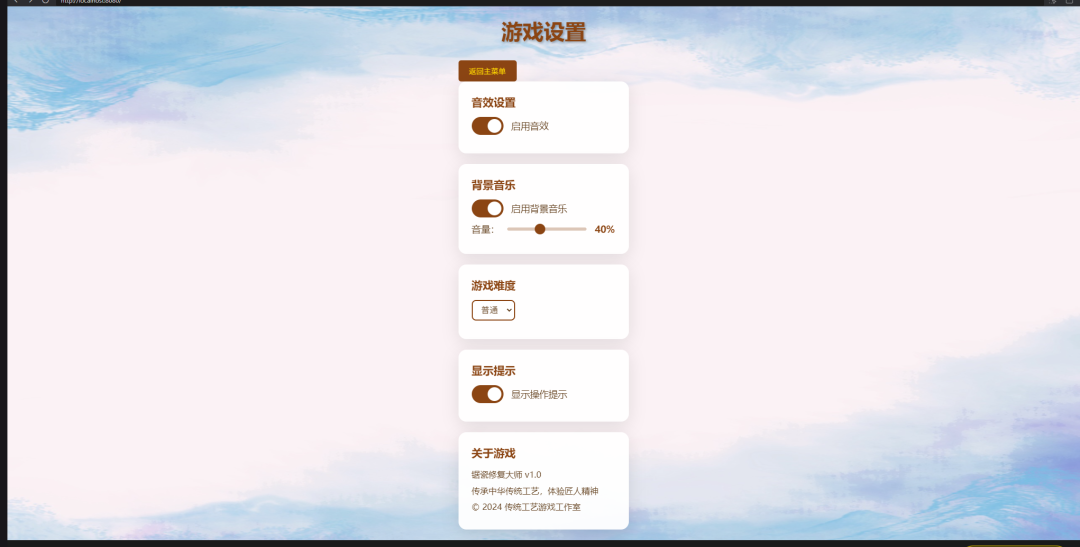 http://localhost:8080/
游戏设置
返回主菜单
音效设置
启用音效
背景音乐
启用背景音乐
音量： 40%
游戏难度
普通
显示提示
显示操作提示
关于游戏
锯瓷修复大师 v1.0
传承中华传统工艺，体验匠人精神
© 2024 传统工艺游戏工作室